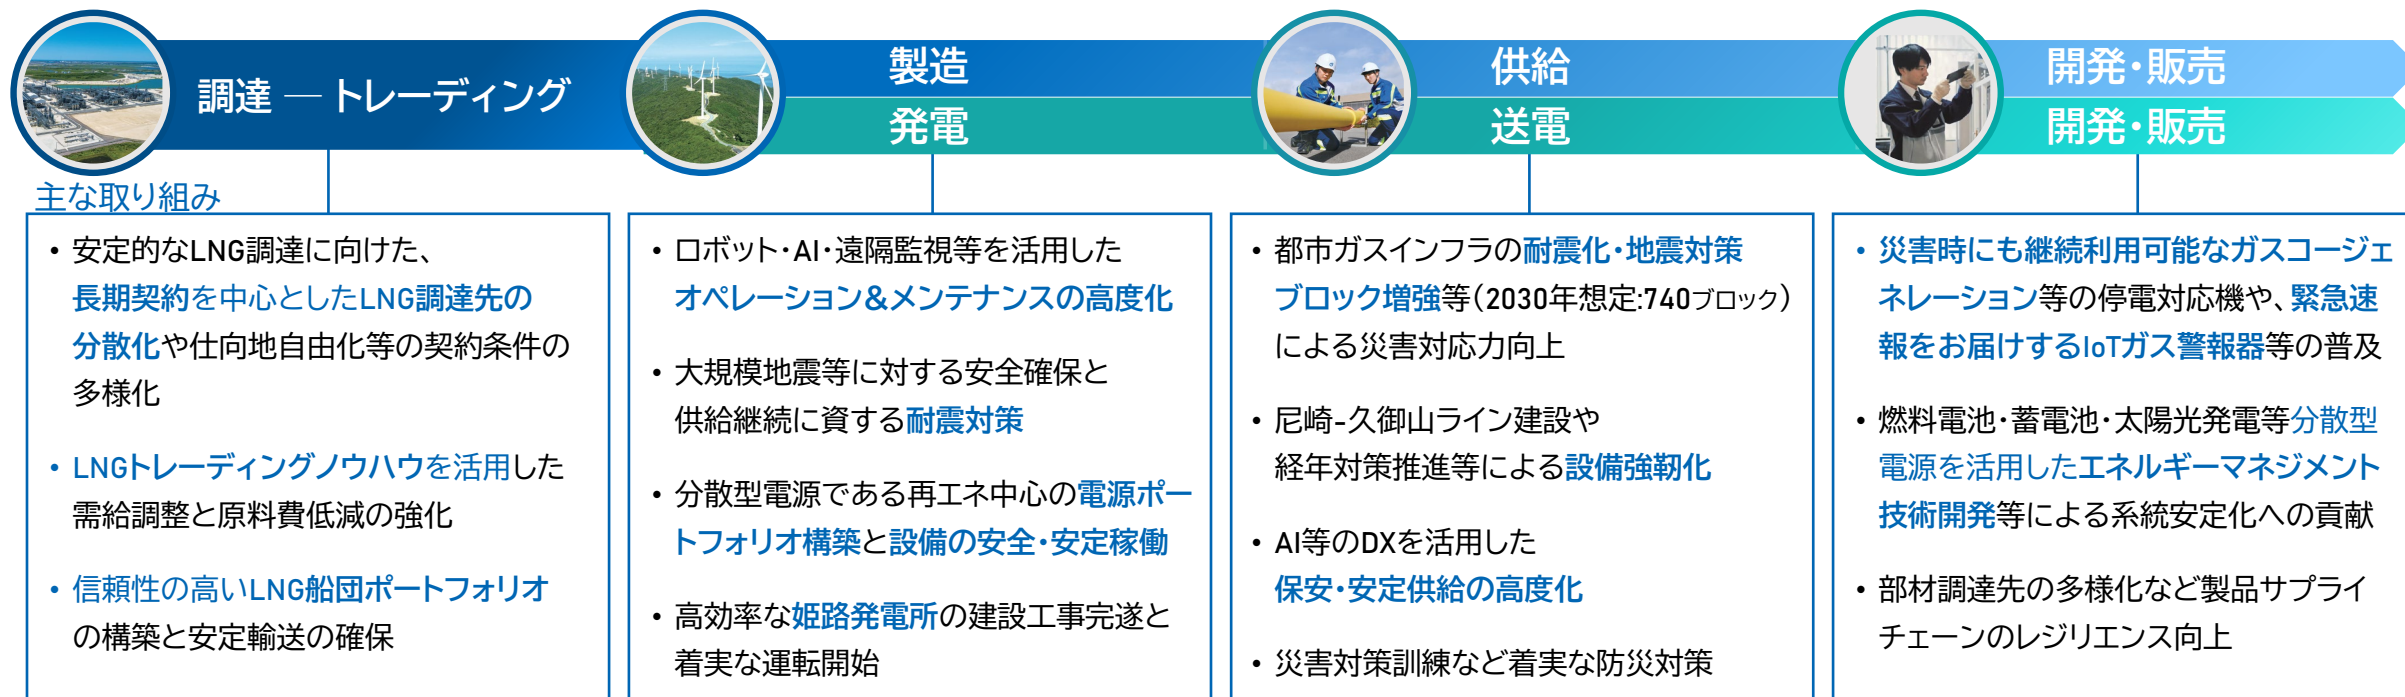 調達 ― トレーディング
製造
発電
供給
送電
開発・販売
開発・販売
主な取り組み
• 安定的なLNG調達に向けた、
長期契約を中心としたLNG調達先の
分散化や仕向地自由化等の契約条件の
多様化
• LNGトレーディングノウハウを活用した
需給調整と原料費低減の強化
• 信頼性の高いLNG船団ポートフォリオ
の構築と安定輸送の確保
• ロボット・AI・遠隔監視等を活用した
オペレーション&メンテナンスの高度化
• 大規模地震等に対する安全確保と
供給継続に資する耐震対策
• 分散型電源である再エネ中心の電源ポー
トフォリオ構築と設備の安全・安定稼働
• 高効率な姫路発電所の建設工事完遂と
着実な運転開始
• 都市ガスインフラの耐震化・地震対策
ブロック増強等(2030年想定:740ブロック)
による災害対応力向上
• 尼崎-久御山ライン建設や
経年対策推進等による設備強靭化
• AI等のDXを活用した
保安・安定供給の高度化
• 災害対策訓練など着実な防災対策
• 災害時にも継続利用可能なガスコージェ
ネレーション等の停電対応機や、緊急速
報をお届けするIoTガス警報器等の普及
• 燃料電池・蓄電池・太陽光発電等分散型
電源を活用したエネルギーマネジメント
技術開発等による系統安定化への貢献
• 部材調達先の多様化など製品サプライ
チェーンのレジリエンス向上